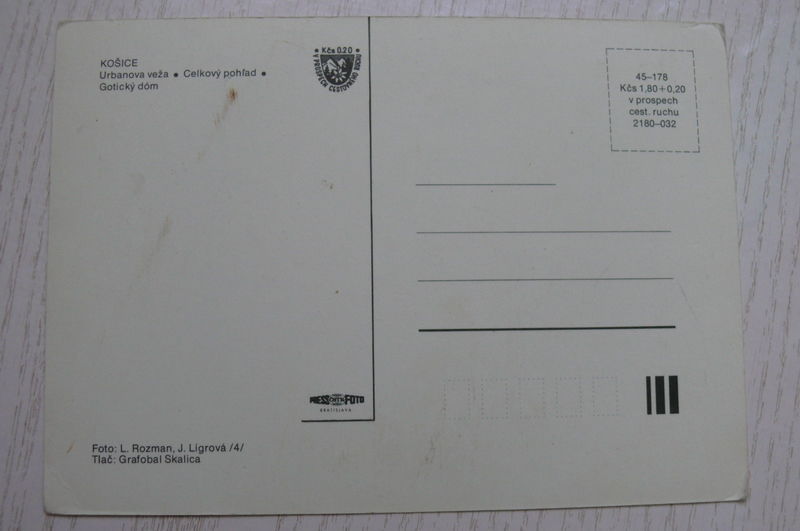 KOŠICE
Urbanova veža • Celkový pohľad •
Gotický dóm
• Kčs 0.20 •
V PROSPECH CESTOVNÉHO RUCHU
45–178
Kčs 1,80+0,20
v prospech
cest. ruchu
2180–032
PRESSFOTO
BRATISLAVA
Foto: L. Rozman, J. Ligrová /4/
Tlač: Grafobal Skalica